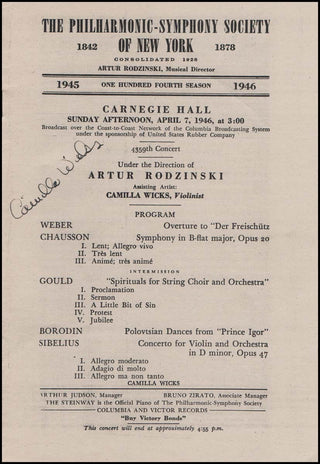 THE PHILHARMONIC-SYMPHONY SOCIETY
1842 OF NEW YORK 1878
CONSOLIDATED 1928
ARTUR RODZINSKI, Musical Director
1945 ONE HUNDRED FOURTH SEASON 1946
CARNEGIE HALL
SUNDAY AFTERNOON, APRIL 7, 1946, at 3:00
Broadcast over the Coast-to-Coast Network of the Columbia Broadcasting System
under the sponsorship of United States Rubber Company
4359th Concert
Under the Direction of
ARTUR RODZINSKI
Assisting Artist:
CAMILLA WICKS, Violinist
Camilla Wicks
PROGRAM
WEBER Overture to "Der Freischütz
CHAUSSON Symphony in B-flat major, Opus 20
I. Lent; Allegro vivo
II. Très lent
III. Animé; très animé
INTERMISSION
GOULD "Spirituals for String Choir and Orchestra"
I. Proclamation
II. Sermon
III. A Little Bit of Sin
IV. Protest
V. Jubilee
BORODIN Polovtsian Dances from "Prince Igor"
SIBELIUS Concerto for Violin and Orchestra
in D minor, Opus 47
I. Allegro moderato
II. Adagio di molto
III. Allegro ma non tanto
CAMILLA WICKS
ARTHUR JUDSON, Manager BRUNO ZIRATO, Associate Manager
THE STEINWAY is the Official Piano of The Philharmonic-Symphony Society
COLUMBIA AND VICTOR RECORDS
"Buy Victory Bonds"
This concert will end at approximately 4:55 p.m.